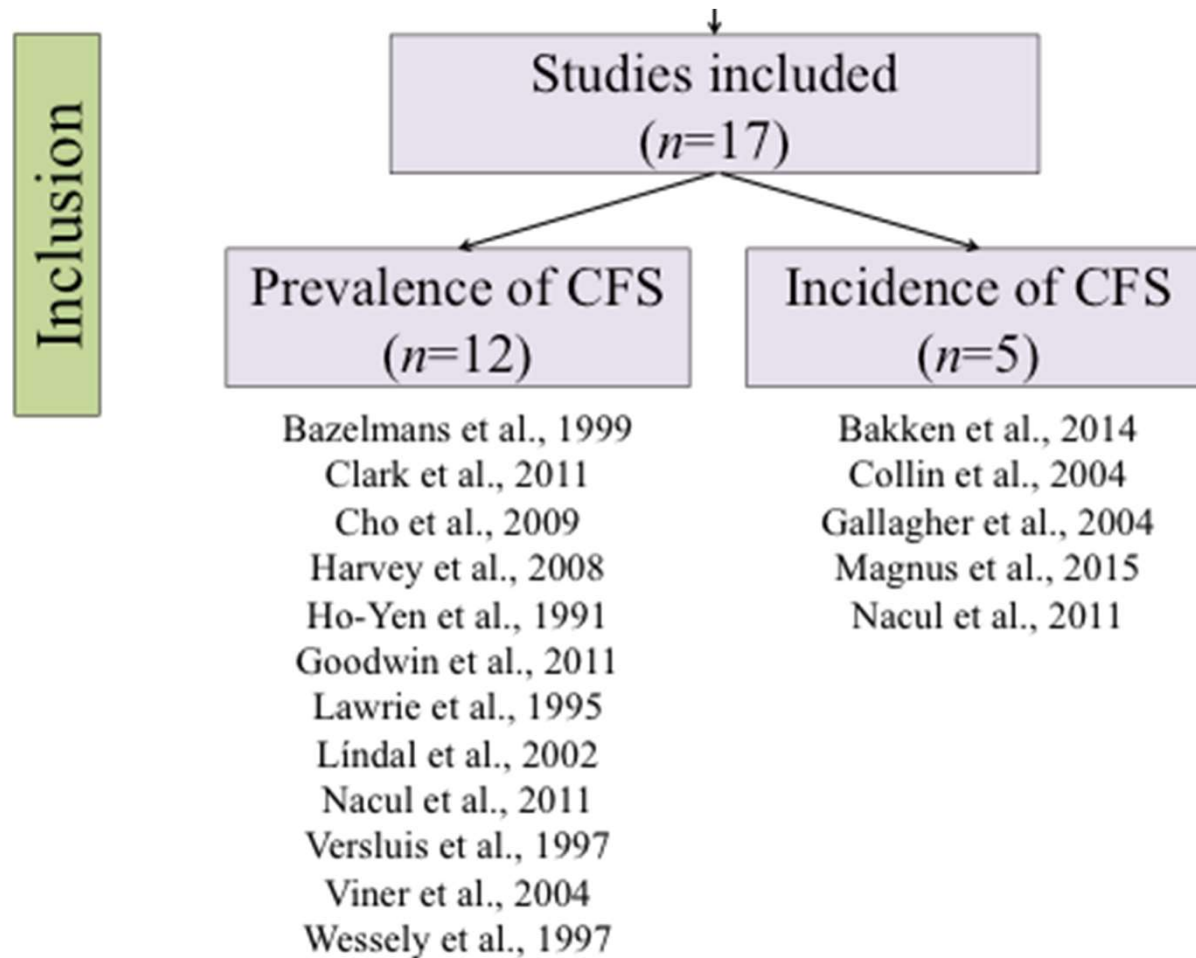 Inclusion
Studies included
(n=17)
Prevalence of CFS
(n=12)
Bazelmans et al., 1999
Clark et al., 2011
Cho et al., 2009
Harvey et al., 2008
Ho-Yen et al., 1991
Goodwin et al., 2011
Lawrie et al., 1995
Líndal et al., 2002
Nacul et al., 2011
Versluis et al., 1997
Viner et al., 2004
Wessely et al., 1997
Incidence of CFS
(n=5)
Bakken et al., 2014
Collin et al., 2004
Gallagher et al., 2004
Magnus et al., 2015
Nacul et al., 2011